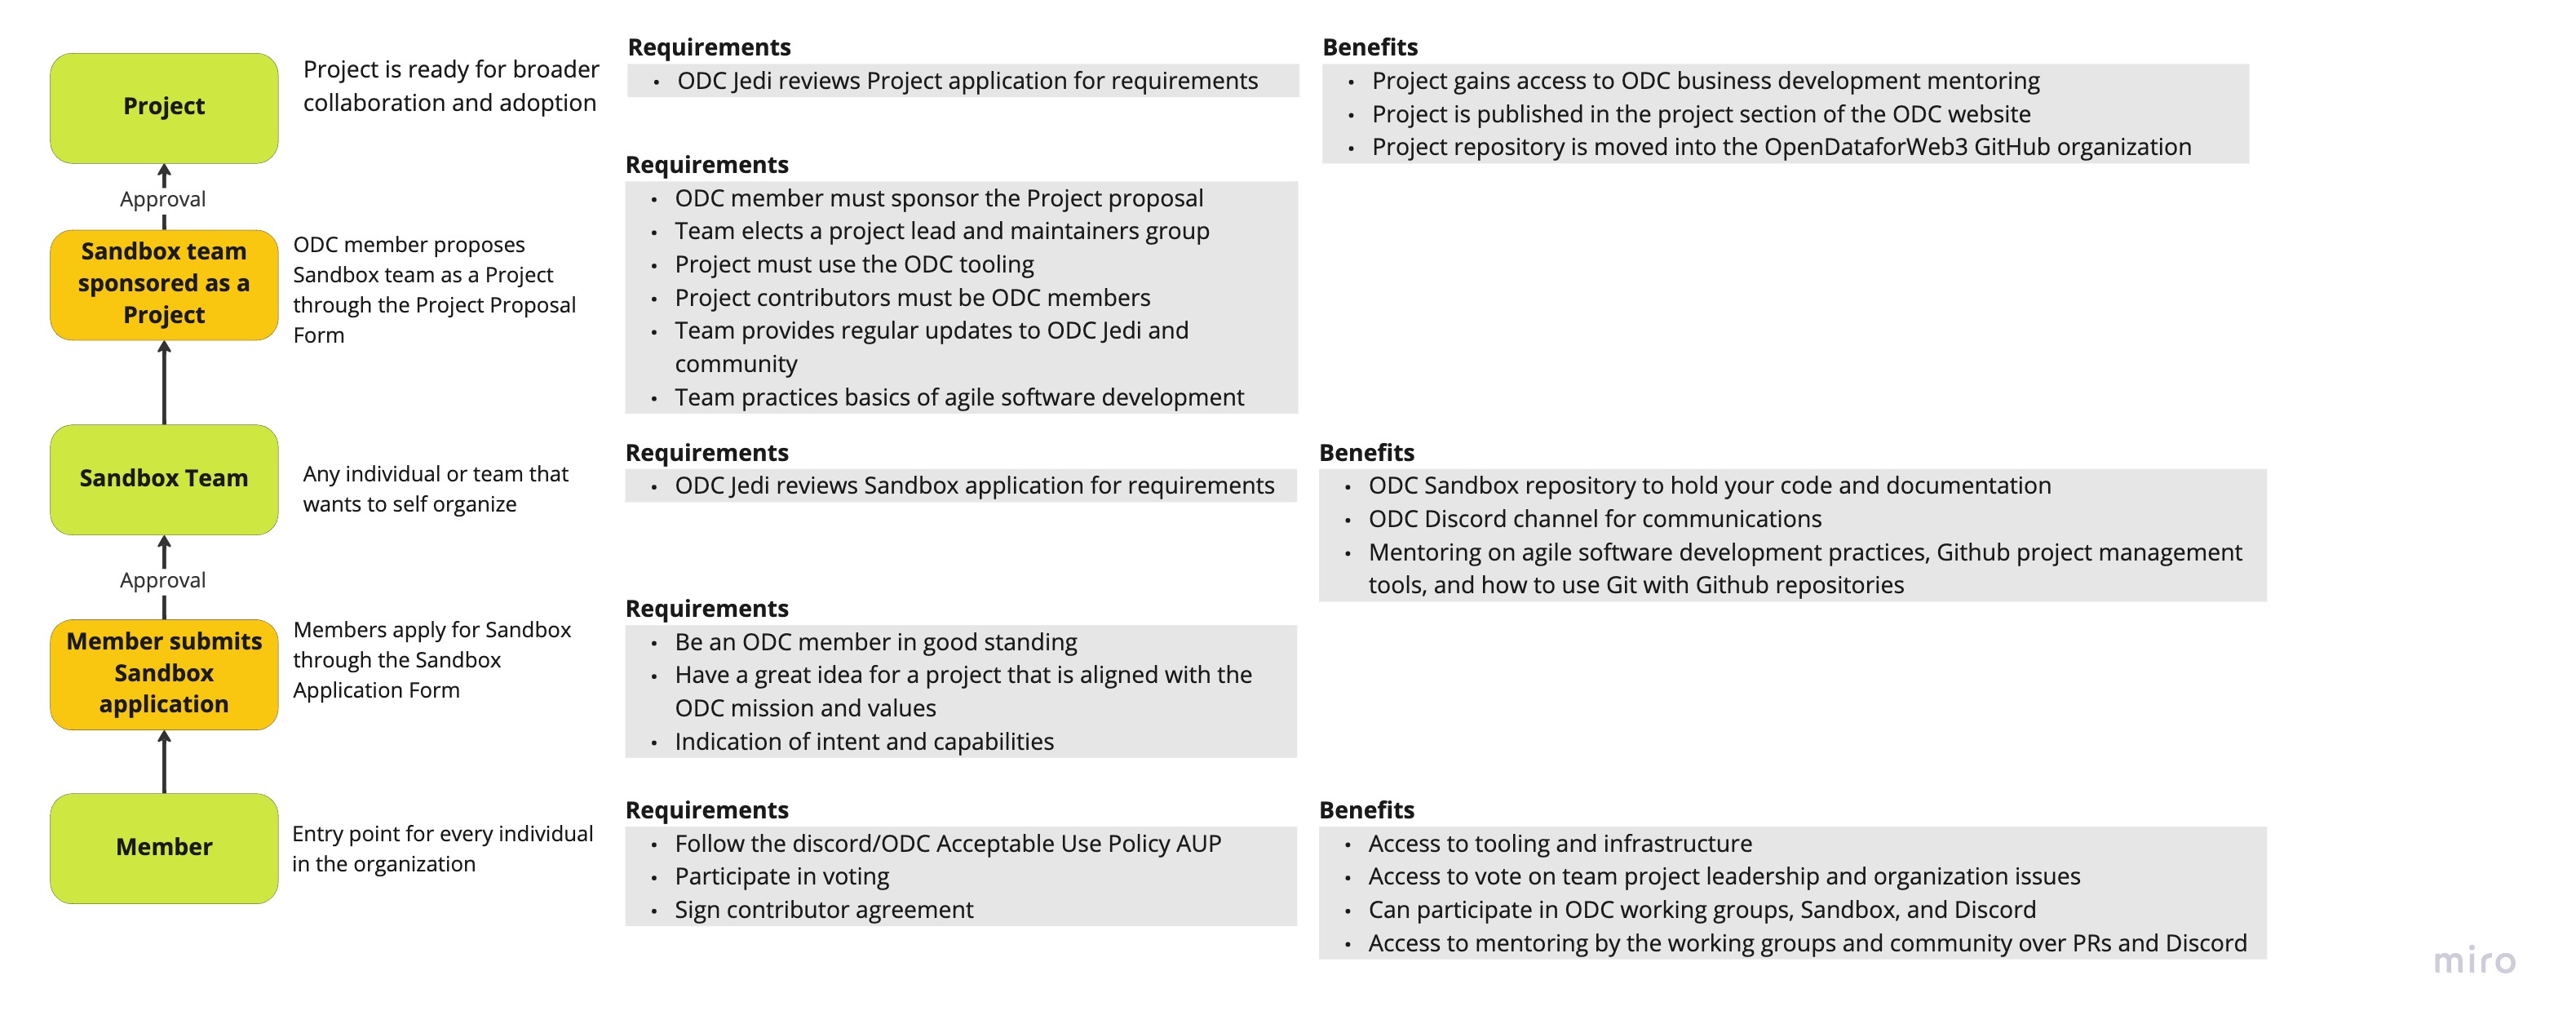 Project
Project is ready for broader
collaboration and adoption
Requirements
• ODC Jedi reviews Project application for requirements
Benefits
• Project gains access to ODC business development mentoring
• Project is published in the project section of the ODC website
• Project repository is moved into the OpenDataforWeb3 GitHub organization
Approval
Sandbox team
sponsored as a
Project
ODC member proposes
Sandbox team as a Project
through the Project Proposal
Form
Requirements
• ODC member must sponsor the Project proposal
• Team elects a project lead and maintainers group
• Project must use the ODC tooling
• Project contributors must be ODC members
• Team provides regular updates to ODC Jedi and
community
• Team practices basics of agile software development
Sandbox Team
Any individual or team that
wants to self organize
Requirements
• ODC Jedi reviews Sandbox application for requirements
Benefits
• ODC Sandbox repository to hold your code and documentation
• ODC Discord channel for communications
• Mentoring on agile software development practices, Github project management
tools, and how to use Git with Github repositories
Approval
Member submits
Sandbox
application
Members apply for Sandbox
through the Sandbox
Application Form
Requirements
• Be an ODC member in good standing
• Have a great idea for a project that is aligned with the
ODC mission and values
• Indication of intent and capabilities
Member
Entry point for every individual
in the organization
Requirements
• Follow the discord/ODC Acceptable Use Policy AUP
• Participate in voting
• Sign contributor agreement
Benefits
• Access to tooling and infrastructure
• Access to vote on team project leadership and organization issues
• Can participate in ODC working groups, Sandbox, and Discord
• Access to mentoring by the working groups and community over PRs and Discord
miro